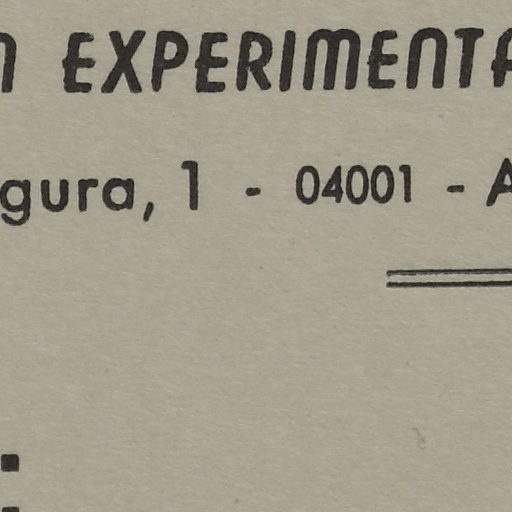 n EXPERIMENTA
gura, 1 - 04001 - A
: